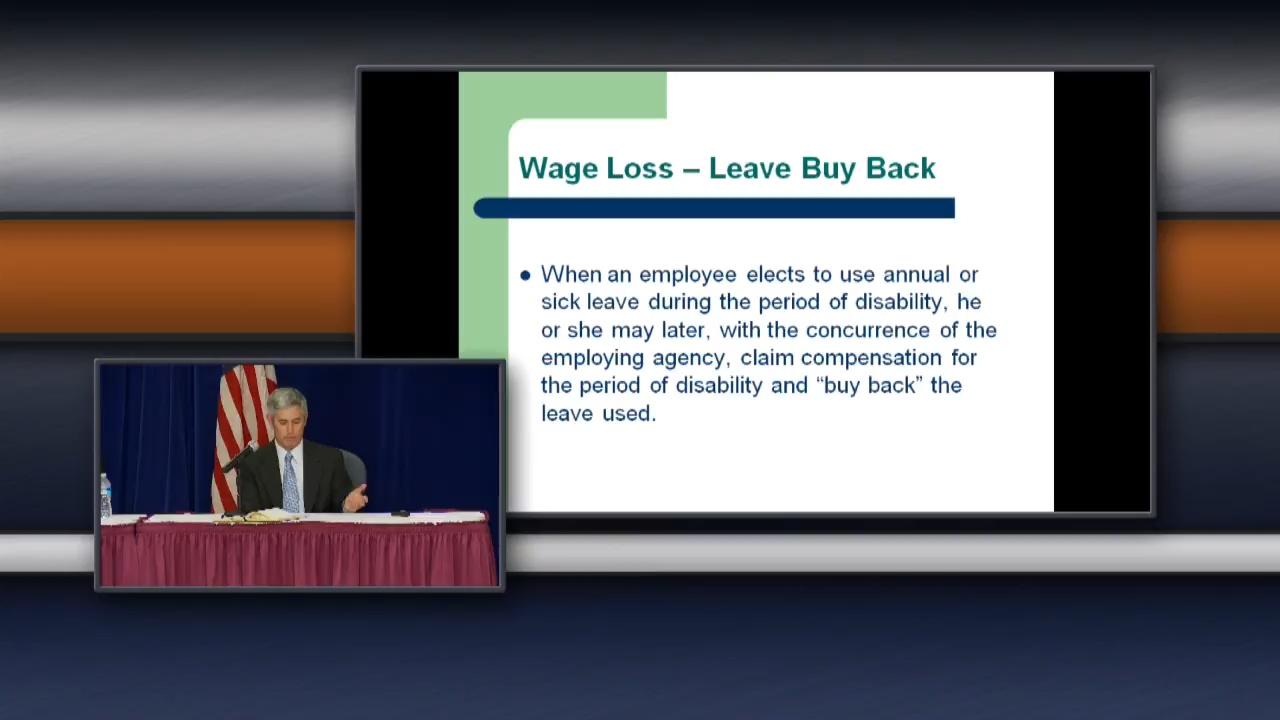 Wage Loss – Leave Buy Back
• When an employee elects to use annual or
sick leave during the period of disability, he
or she may later, with the concurrence of the
employing agency, claim compensation for
the period of disability and “buy back” the
leave used.